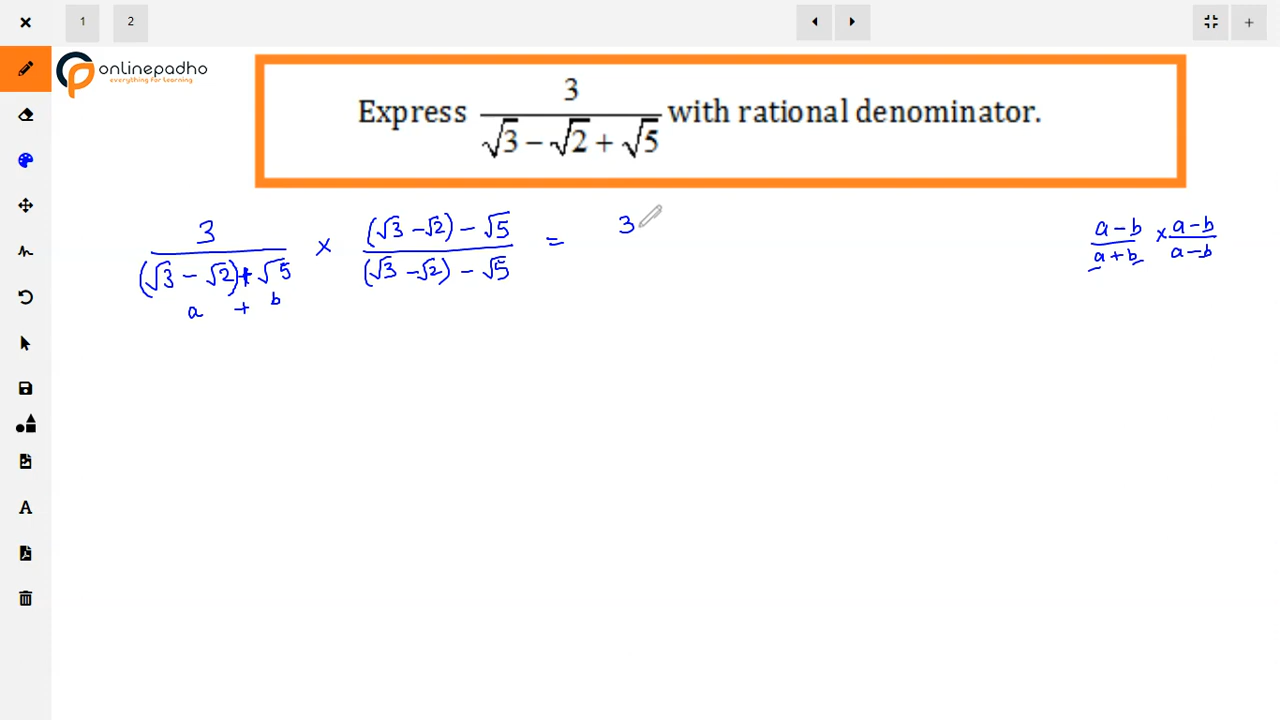 1 2
onlinepadho
everything for learning
Express 3/(√3 − √2 + √5) with rational denominator.
3/((√3 − √2) + √5) × ((√3 − √2) − √5)/((√3 − √2) − √5) = 3
a + b
(a − b)/(a + b) × (a − b)/(a − b)
A